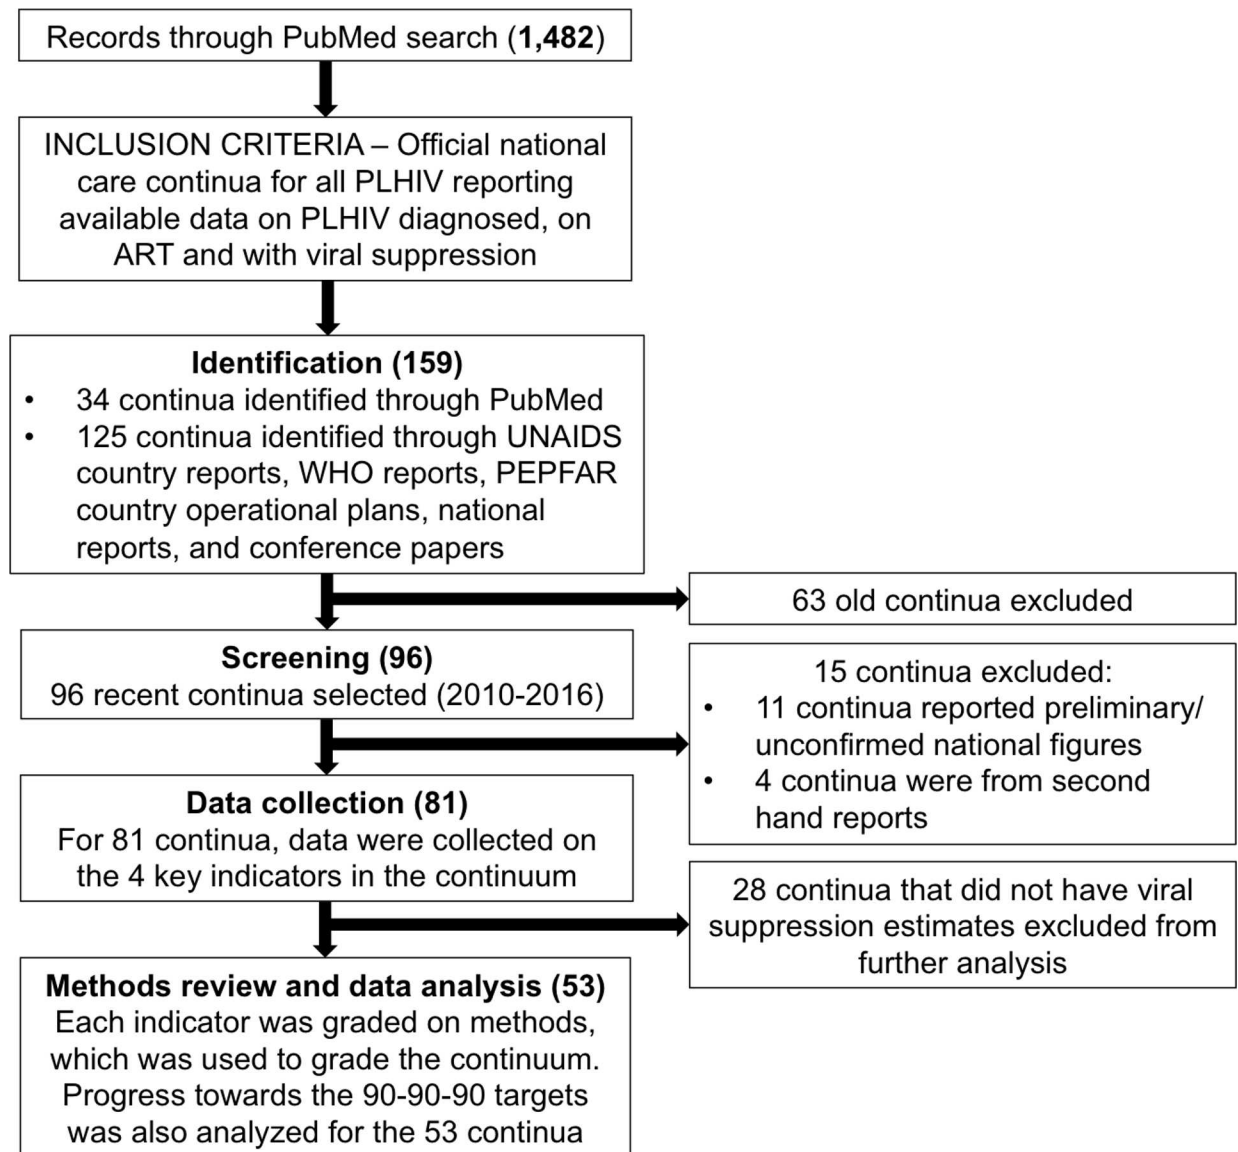 Records through PubMed search (1,482)
INCLUSION CRITERIA – Official national
care continua for all PLHIV reporting
available data on PLHIV diagnosed, on
ART and with viral suppression
Identification (159)
• 34 continua identified through PubMed
• 125 continua identified through UNAIDS
country reports, WHO reports, PEPFAR
country operational plans, national
reports, and conference papers
63 old continua excluded
Screening (96)
96 recent continua selected (2010-2016)
15 continua excluded:
• 11 continua reported preliminary/
unconfirmed national figures
• 4 continua were from second
hand reports
Data collection (81)
For 81 continua, data were collected on
the 4 key indicators in the continuum
28 continua that did not have viral
suppression estimates excluded from
further analysis
Methods review and data analysis (53)
Each indicator was graded on methods,
which was used to grade the continuum.
Progress towards the 90-90-90 targets
was also analyzed for the 53 continua